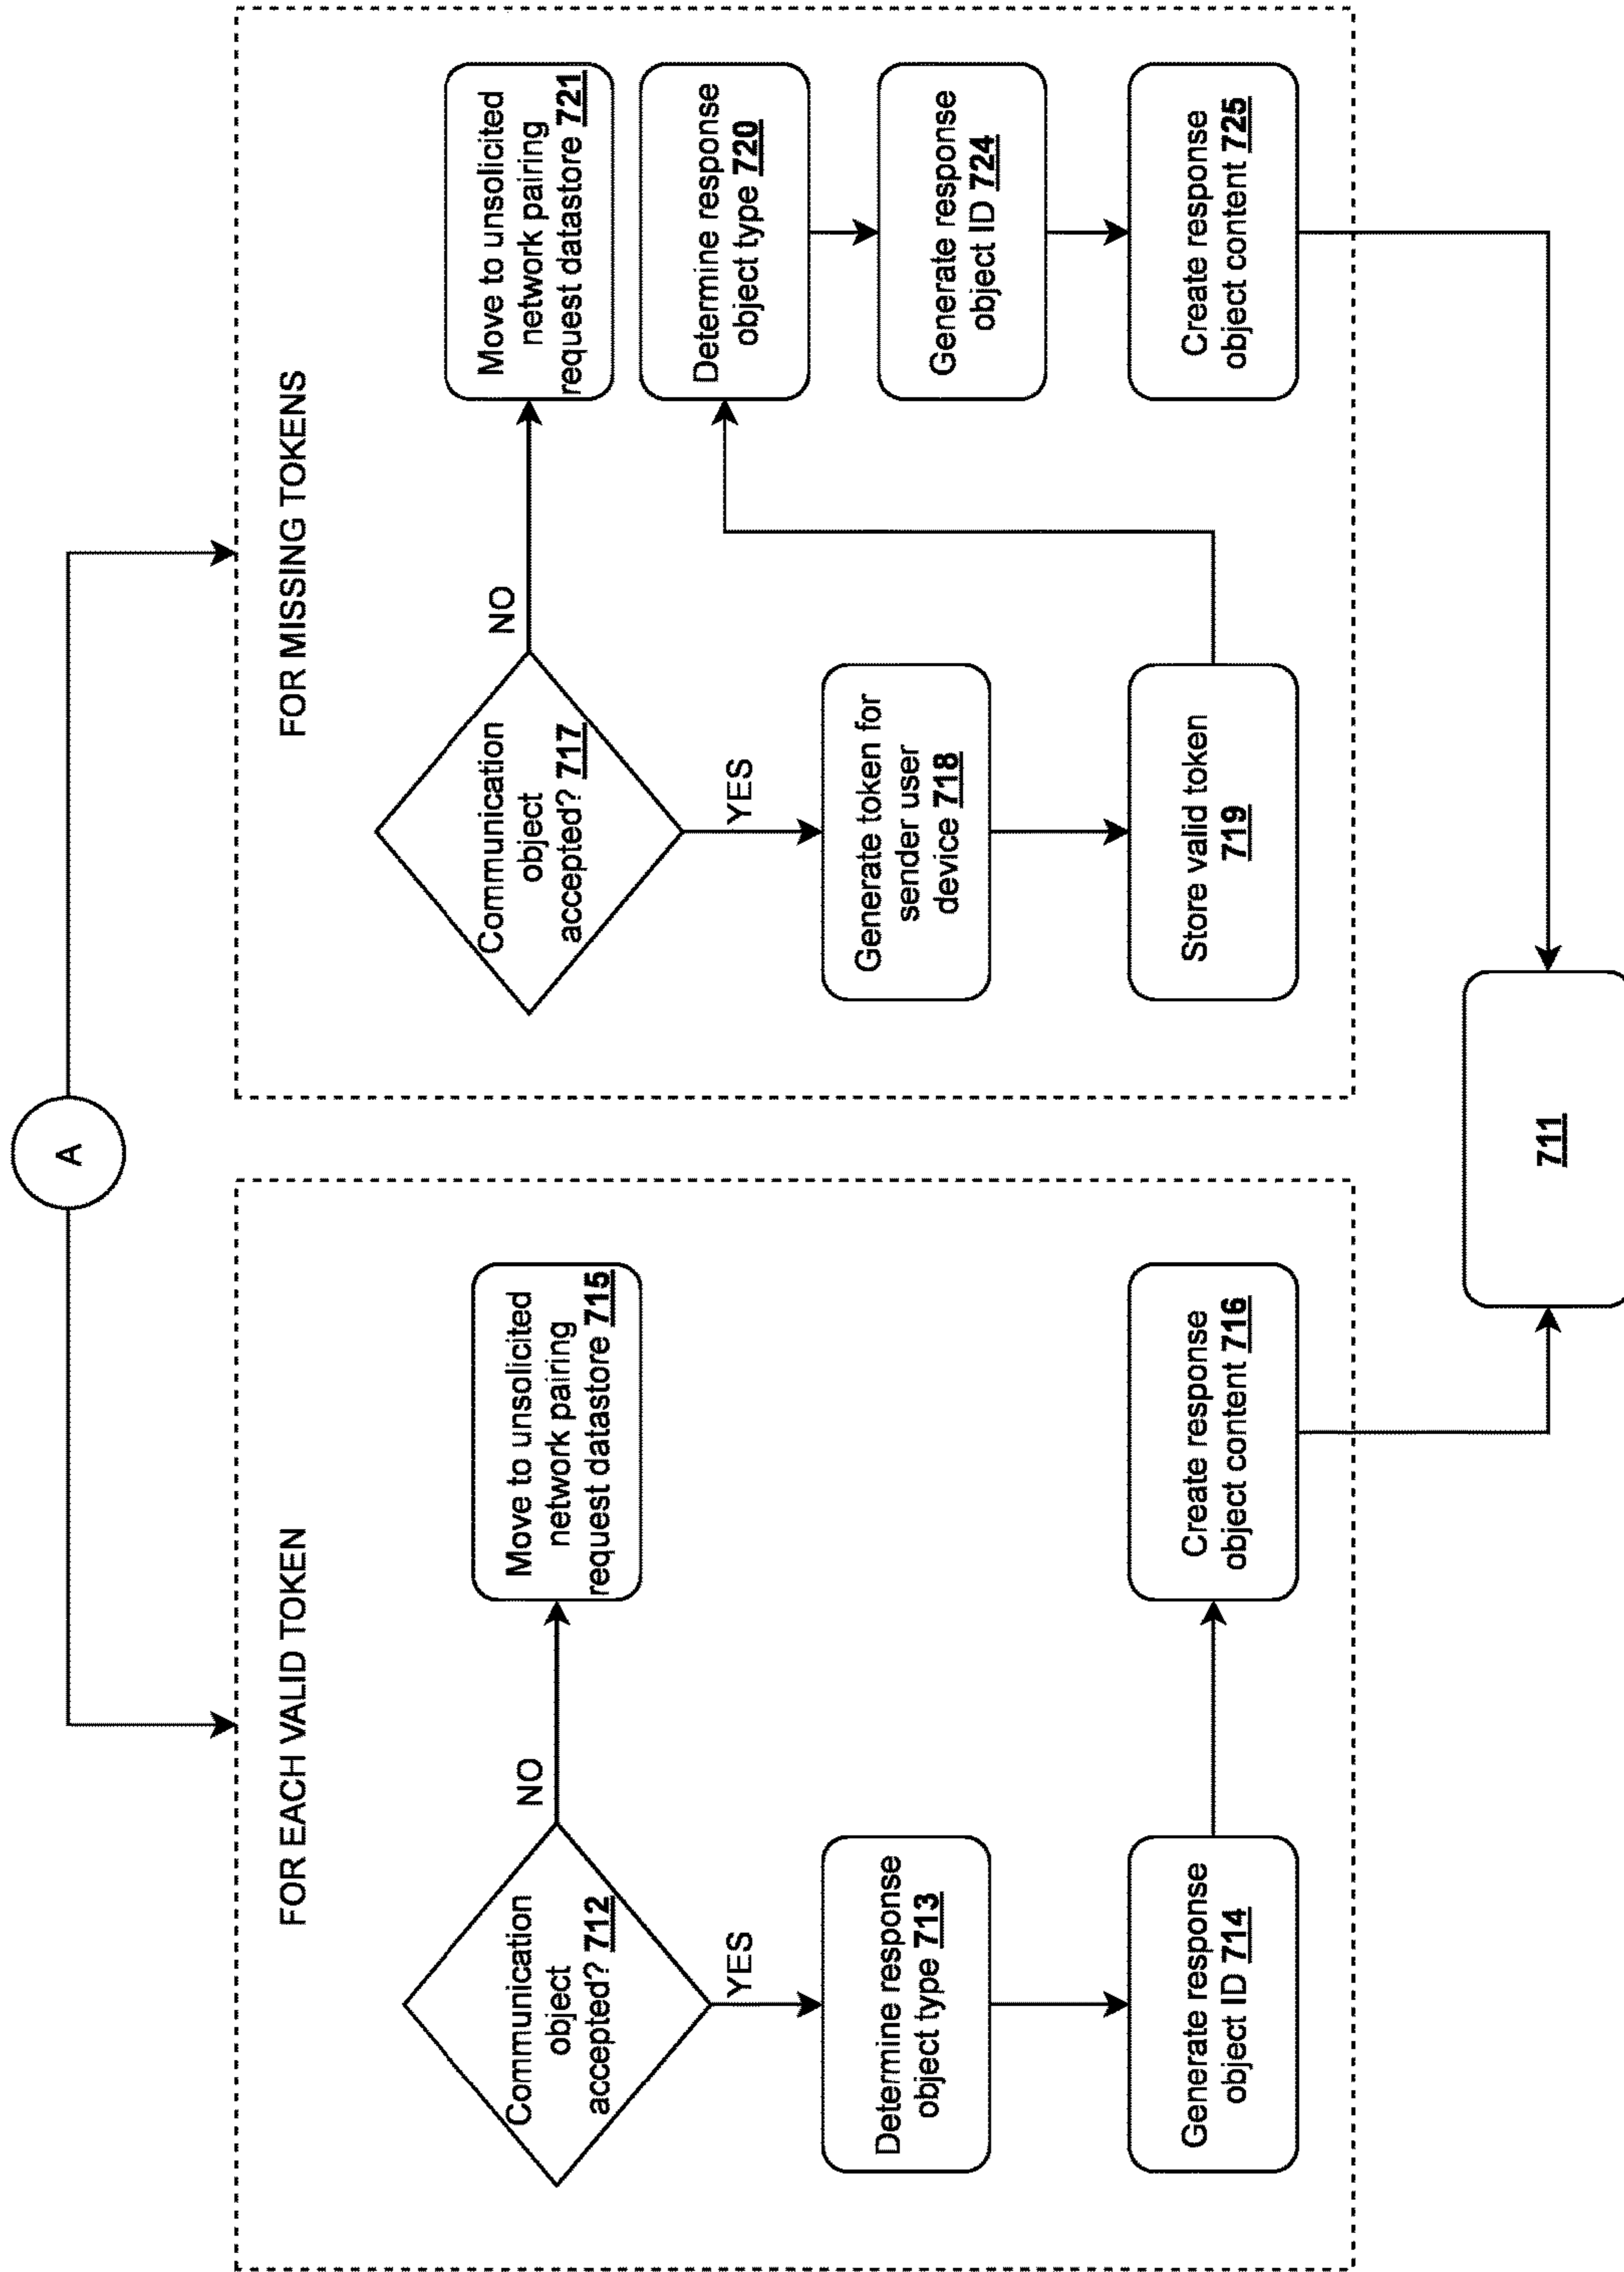 A
FOR EACH VALID TOKEN
Communication
object
accepted? 712
NO
Move to unsolicited
network pairing
request datastore 715
YES
Determine response
object type 713
Generate response
object ID 714
Create response
object content 716
FOR MISSING TOKENS
Communication
object
accepted? 717
NO
Move to unsolicited
network pairing
request datastore 721
YES
Generate token for
sender user
device 718
Store valid token
719
Determine response
object type 720
Generate response
object ID 724
Create response
object content 725
711